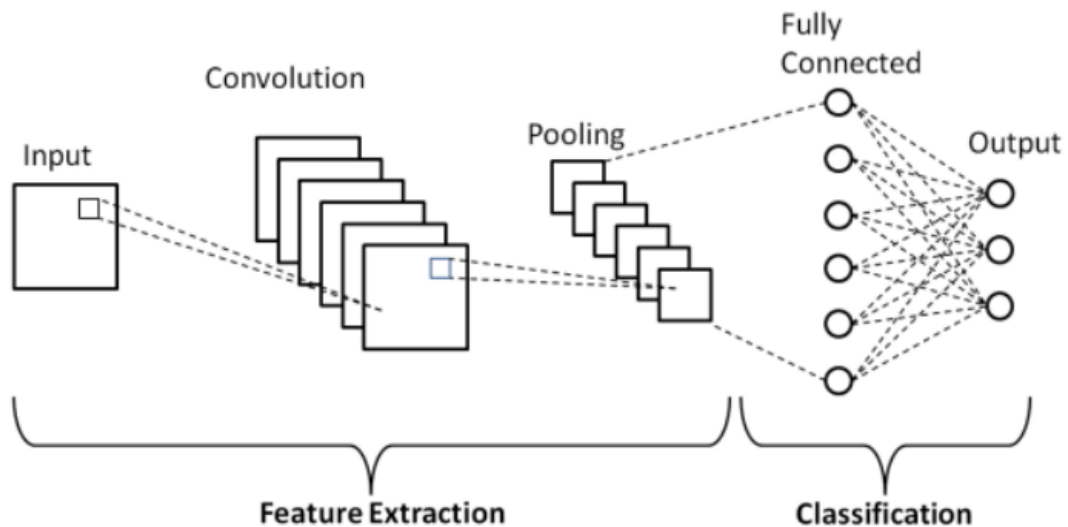 Fully
Connected
Convolution
Pooling
Output
Input
Feature Extraction
Classification